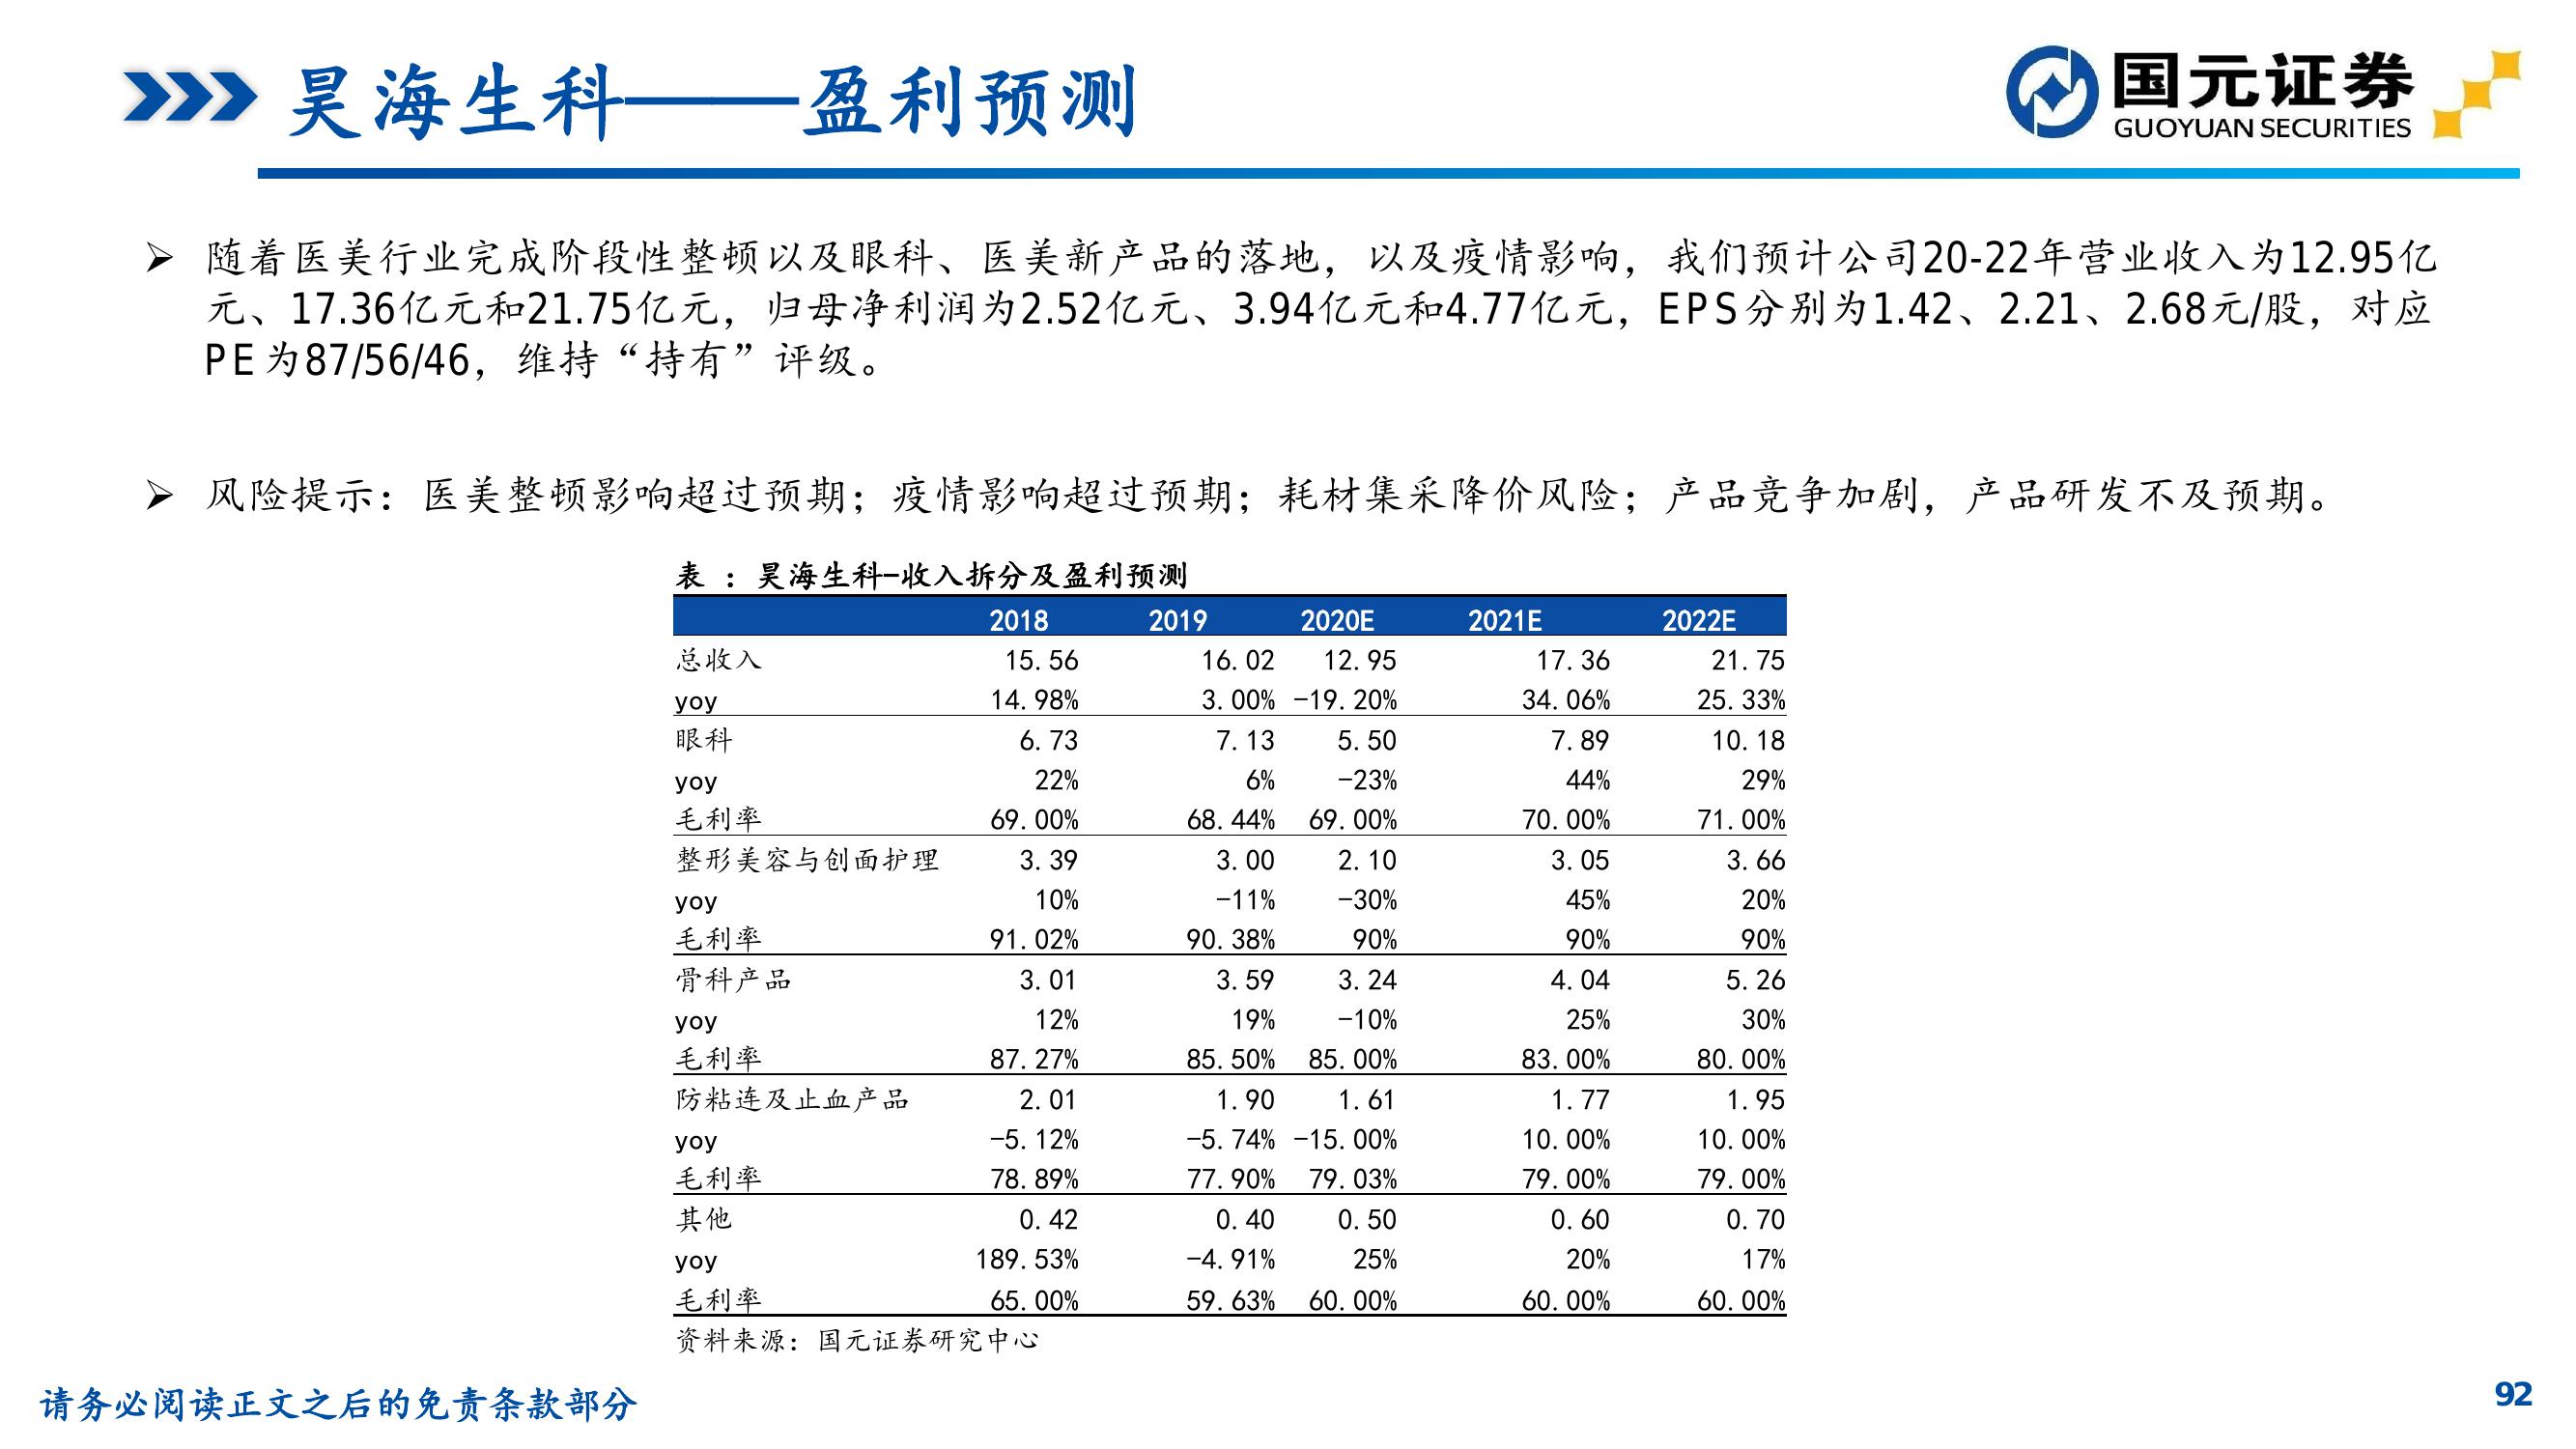 昊海生科——盈利预测
国元证券
GUOYUAN SECURITIES
随着医美行业完成阶段性整顿以及眼科、医美新产品的落地，以及疫情影响，我们预计公司20-22年营业收入为12.95亿
元、17.36亿元和21.75亿元，归母净利润为2.52亿元、3.94亿元和4.77亿元，EPS分别为1.42、2.21、2.68元/股，对应
PE为87/56/46，维持“持有”评级。
风险提示：医美整顿影响超过预期；疫情影响超过预期；耗材集采降价风险；产品竞争加剧，产品研发不及预期。
表 ：昊海生科-收入拆分及盈利预测
2018 2019 2020E 2021E 2022E
总收入 15.56 16.02 12.95 17.36 21.75
yoy 14.98% 3.00% -19.20% 34.06% 25.33%
眼科 6.73 7.13 5.50 7.89 10.18
yoy 22% 6% -23% 44% 29%
毛利率 69.00% 68.44% 69.00% 70.00% 71.00%
整形美容与创面护理 3.39 3.00 2.10 3.05 3.66
yoy 10% -11% -30% 45% 20%
毛利率 91.02% 90.38% 90% 90% 90%
骨科产品 3.01 3.59 3.24 4.04 5.26
yoy 12% 19% -10% 25% 30%
毛利率 87.27% 85.50% 85.00% 83.00% 80.00%
防粘连及止血产品 2.01 1.90 1.61 1.77 1.95
yoy -5.12% -5.74% -15.00% 10.00% 10.00%
毛利率 78.89% 77.90% 79.03% 79.00% 79.00%
其他 0.42 0.40 0.50 0.60 0.70
yoy 189.53% -4.91% 25% 20% 17%
毛利率 65.00% 59.63% 60.00% 60.00% 60.00%
资料来源：国元证券研究中心
请务必阅读正文之后的免责条款部分
92